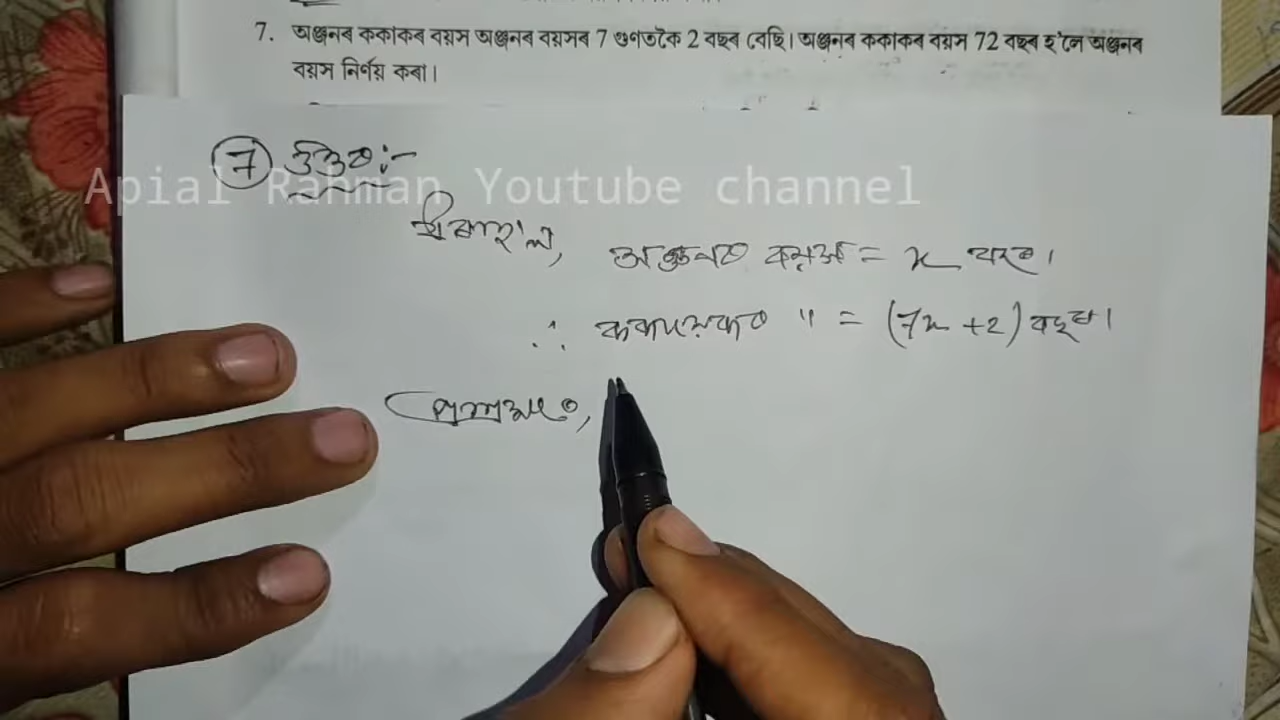 7. অঞ্জনৰ ককাকৰ বয়স অঞ্জনৰ বয়সৰ 7 গুণতকৈ 2 বছৰ বেছি। অঞ্জনৰ ককাকৰ বয়স 72 বছৰ হ'লে অঞ্জনৰ
বয়স নিৰ্ণয় কৰা।
7 উত্তৰ:-
Apial Rahman Youtube channel
ধৰাহ'ল, অঞ্জনৰ বয়স = x বছৰ।
∴ ককাদেকৰ " = (7x + 2) বছৰ।
প্ৰশ্নমতে,